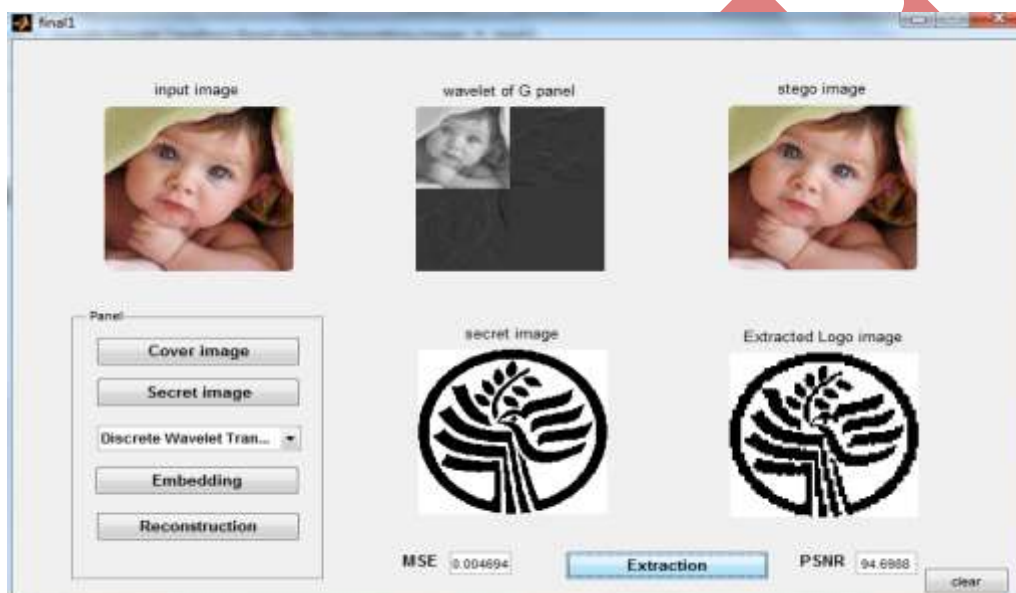 final1
input image
wavelet of G panel
stego image
Panel
Cover image
Secret image
Discrete Wavelet Tran...
Embedding
Reconstruction
secret image
Extracted Logo image
MSE 0.004694
Extraction
PSNR 94.6988
clear